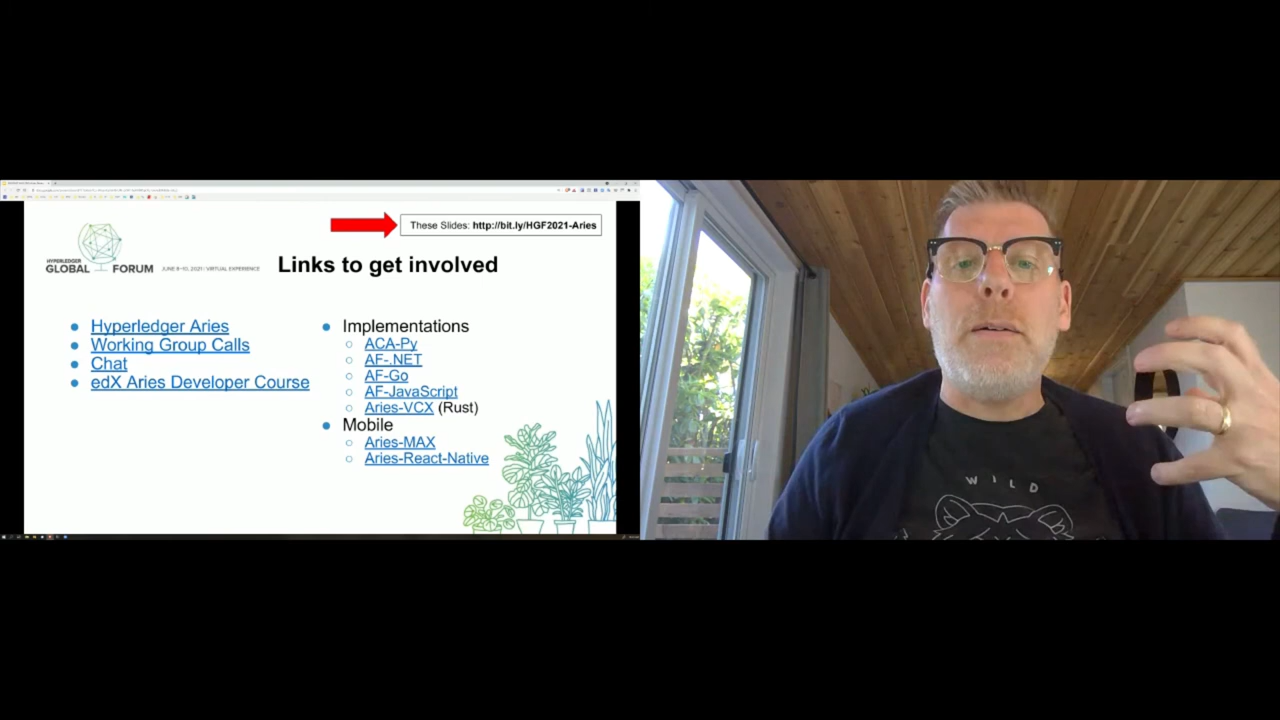 These Slides: http://bit.ly/HGF2021-Aries
HYPERLEDGER
GLOBAL FORUM
JUNE 8-10, 2021 | VIRTUAL EXPERIENCE
Links to get involved
Hyperledger Aries
Working Group Calls
Chat
edX Aries Developer Course
Implementations
ACA-Py
AF-.NET
AF-Go
AF-JavaScript
Aries-VCX (Rust)
Mobile
Aries-MAX
Aries-React-Native
WILD